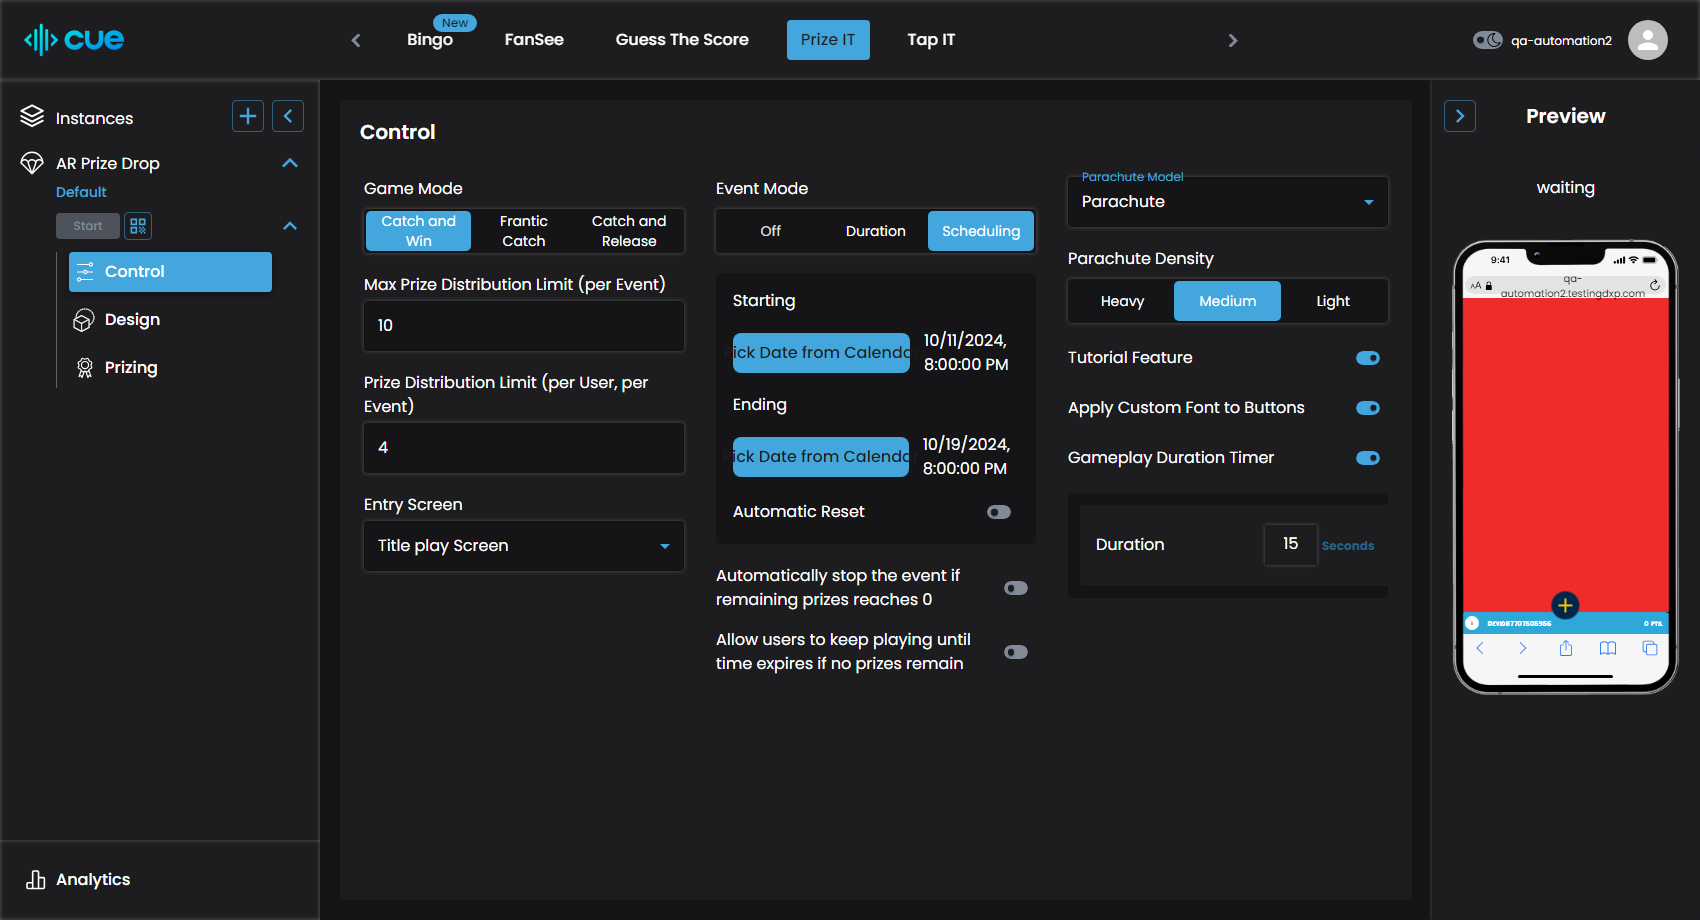 cue
New
Bingo
FanSee
Guess The Score
Prize IT
Tap IT
qa-automation2
Instances
AR Prize Drop
Default
Start
Control
Design
Prizing
Analytics
Control
Game Mode
Catch and
Win
Frantic
Catch
Catch and
Release
Max Prize Distribution Limit (per Event)
10
Prize Distribution Limit (per User, per
Event)
4
Entry Screen
Title play Screen
Event Mode
Off
Duration
Scheduling
Starting
ick Date from Calendar
10/11/2024,
8:00:00 PM
Ending
ick Date from Calendar
10/19/2024,
8:00:00 PM
Automatic Reset
Automatically stop the event if
remaining prizes reaches 0
Allow users to keep playing until
time expires if no prizes remain
Parachute Model
Parachute
Parachute Density
Heavy
Medium
Light
Tutorial Feature
Apply Custom Font to Buttons
Gameplay Duration Timer
Duration
15
Seconds
Preview
waiting
9:41
AA
qa-
automation2.testingdxp.com
0 PTS.